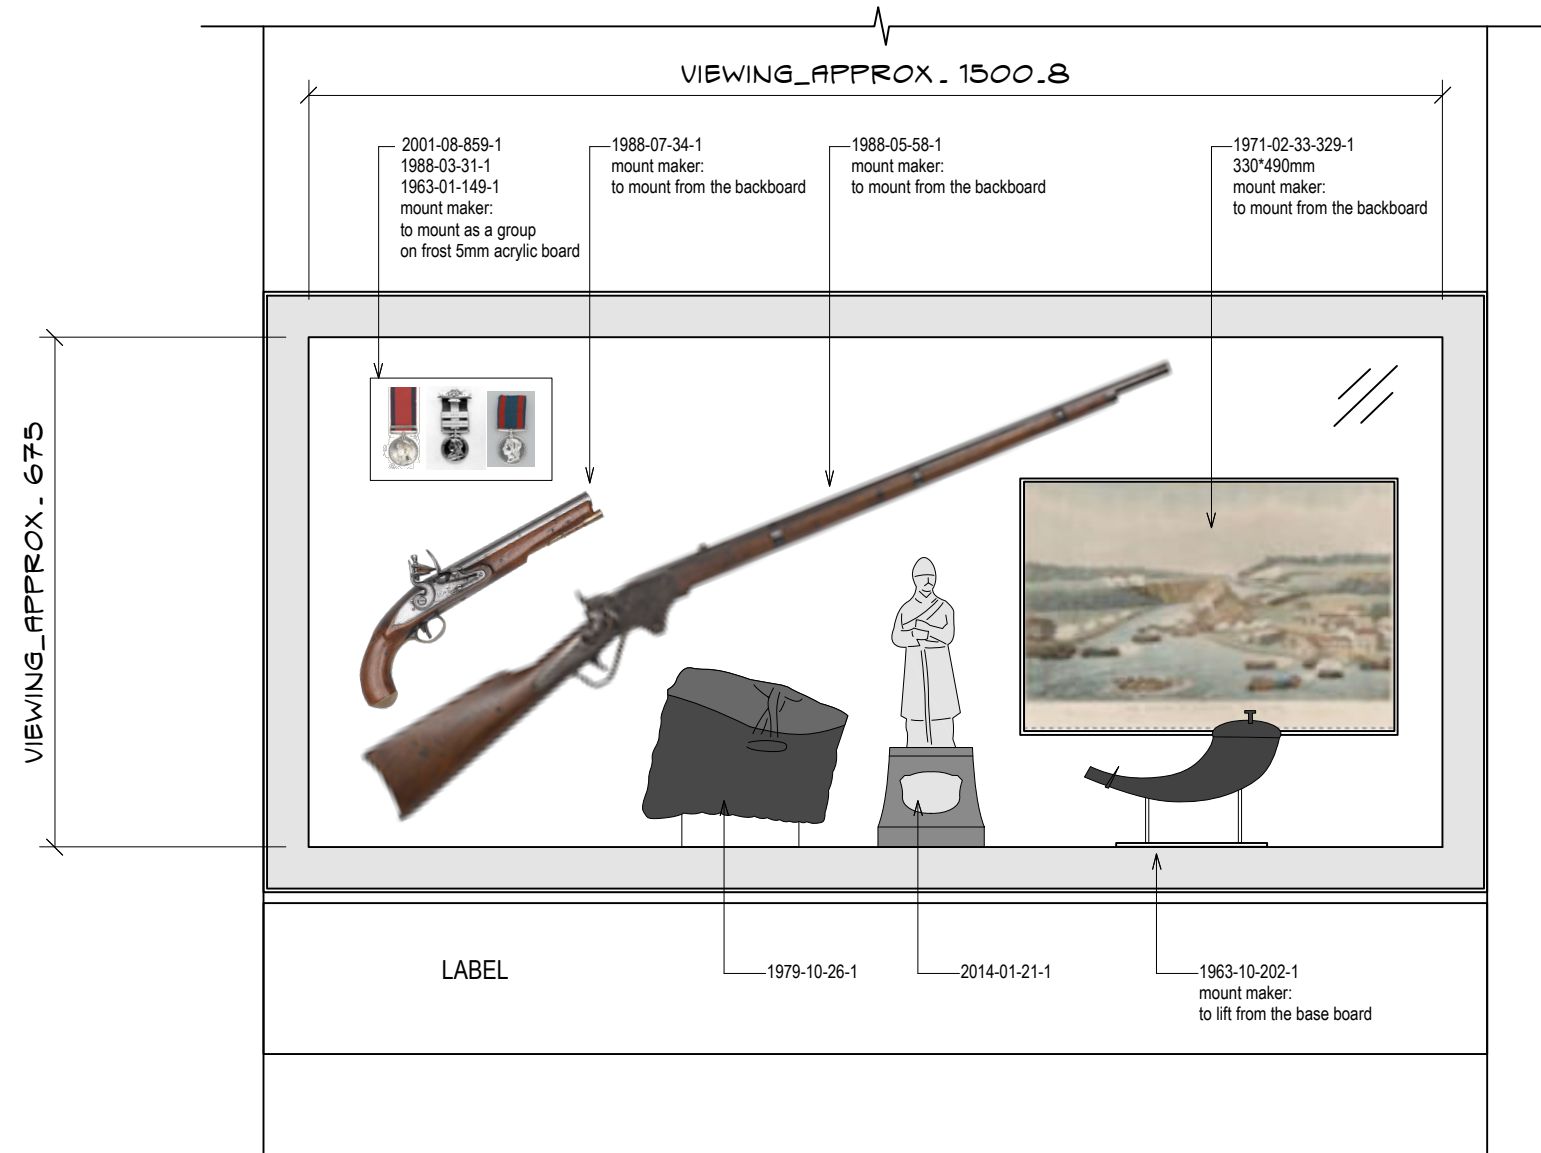 VIEWING_APPROX. 1500.8
2001-08-859-1
1988-03-31-1
1963-01-149-1
mount maker:
to mount as a group
on frost 5mm acrylic board
1988-07-34-1
mount maker:
to mount from the backboard
1988-05-58-1
mount maker:
to mount from the backboard
1971-02-33-329-1
330*490mm
mount maker:
to mount from the backboard
VIEWING_APPROX. 675
LABEL
1979-10-26-1
2014-01-21-1
1963-10-202-1
mount maker:
to lift from the base board